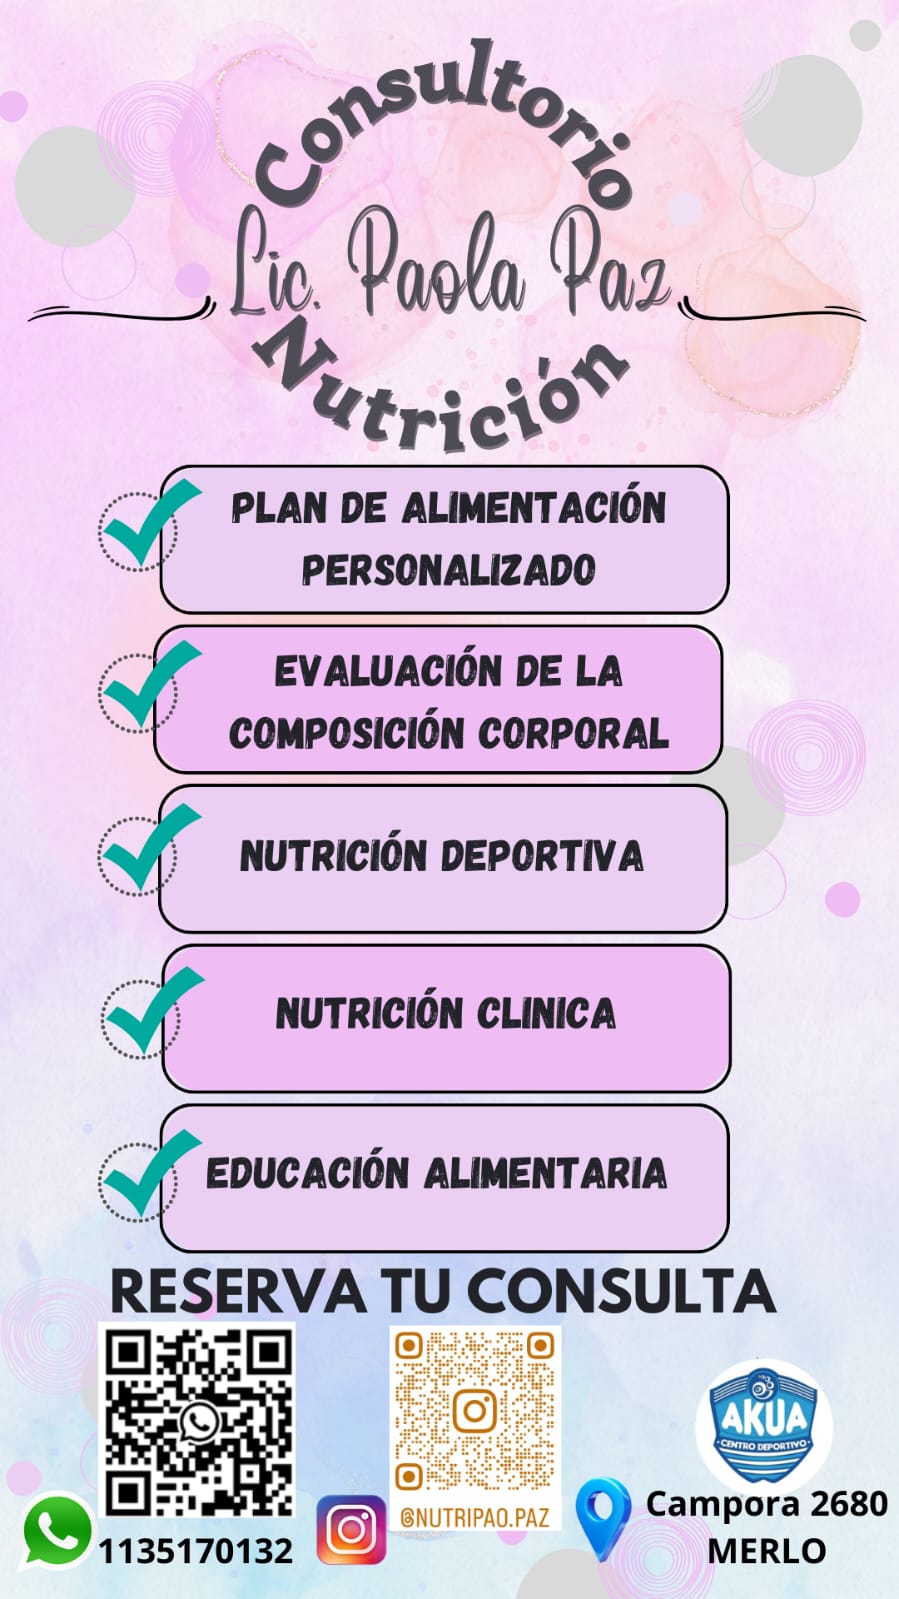 Consultorio
Lic. Paola Paz
Nutrición
PLAN DE ALIMENTACIÓN
PERSONALIZADO
EVALUACIÓN DE LA
COMPOSICIÓN CORPORAL
NUTRICIÓN DEPORTIVA
NUTRICIÓN CLINICA
EDUCACIÓN ALIMENTARIA
RESERVA TU CONSULTA
AKUA
CENTRO DEPORTIVO
@NUTRIPAO.PAZ
Campora 2680
1135170132
MERLO